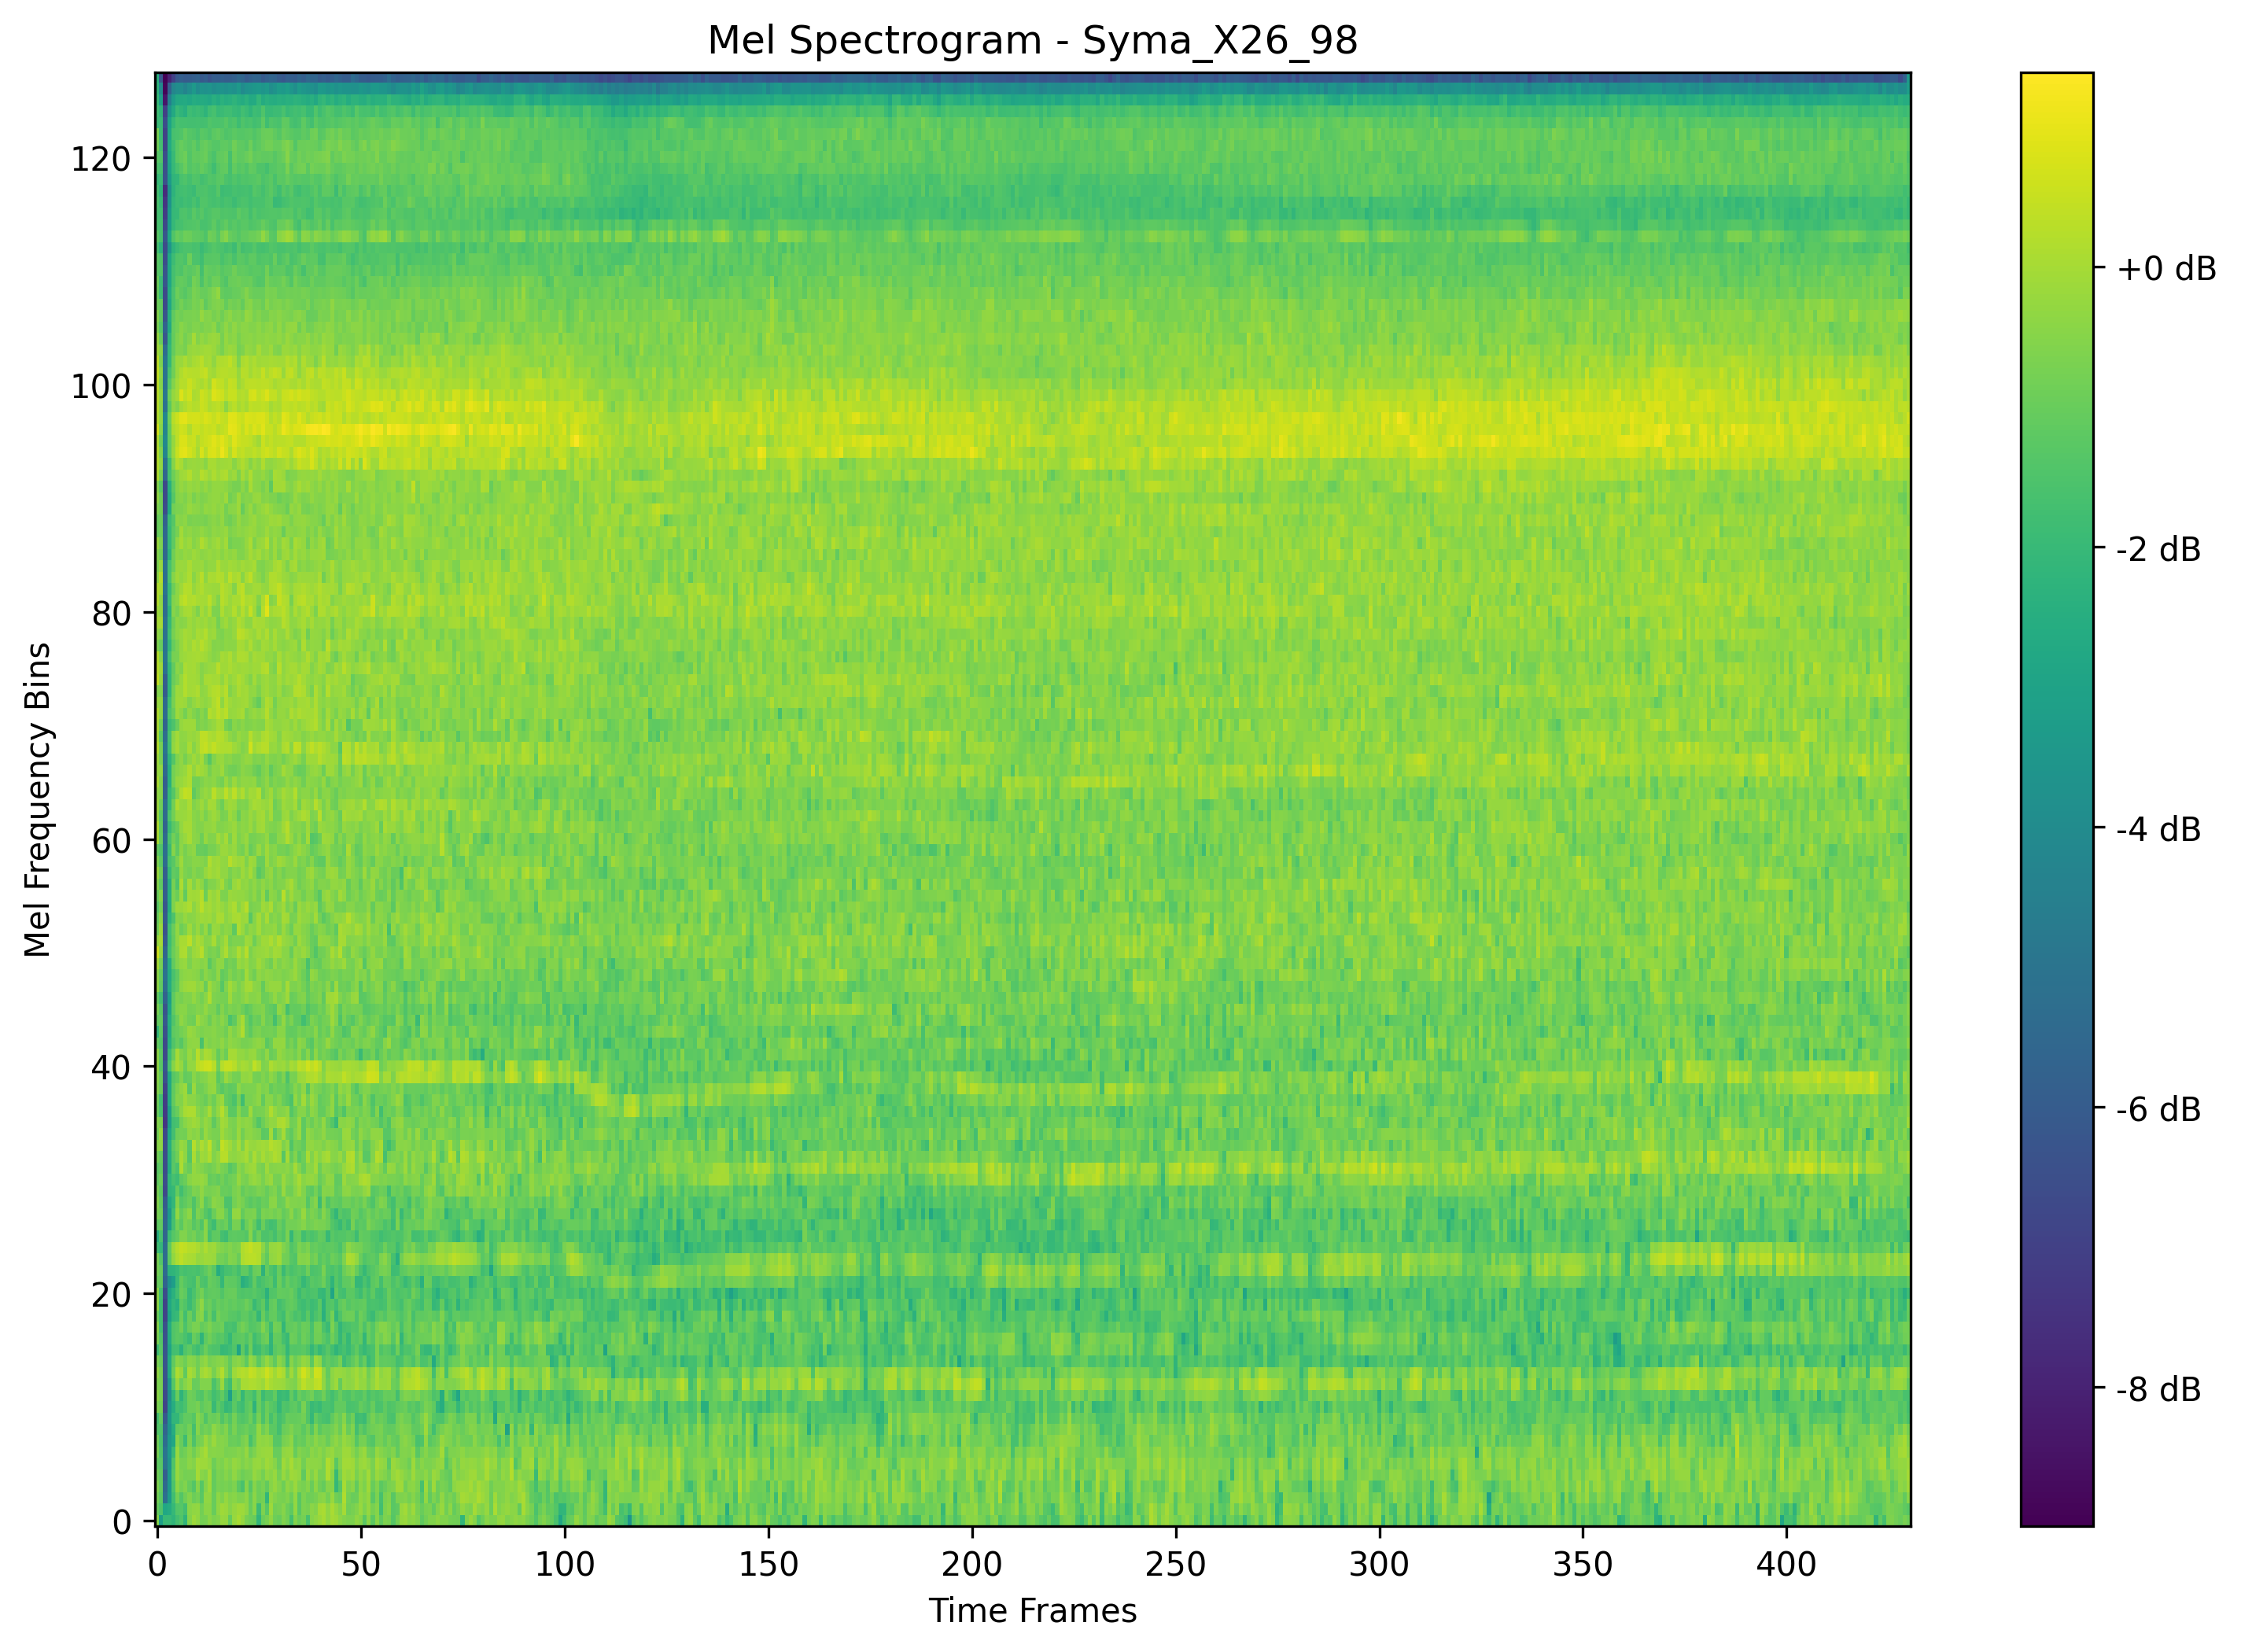 Mel Spectrogram - Syma_X26_98
Mel Frequency Bins
120
100
80
60
40
20
0
0 50 100 150 200 250 300 350 400
Time Frames
+0 dB
-2 dB
-4 dB
-6 dB
-8 dB